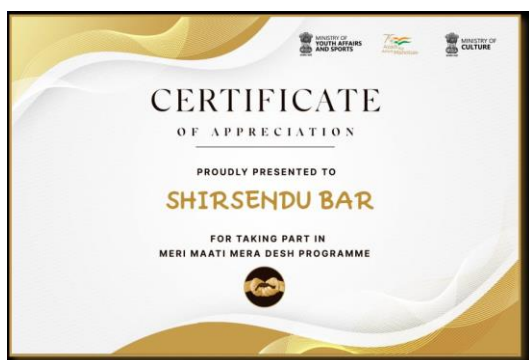 MINISTRY OF
YOUTH AFFAIRS
AND SPORTS
MINISTRY OF
CULTURE
CERTIFICATE
OF APPRECIATION
PROUDLY PRESENTED TO
SHIRSENDU BAR
FOR TAKING PART IN
MERI MAATI MERA DESH PROGRAMME